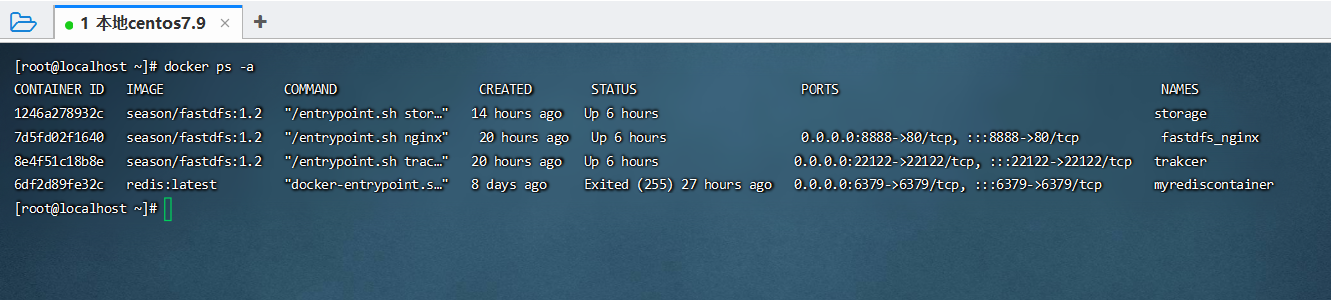 1 本地centos7.9 × +
[root@localhost ~]# docker ps -a
CONTAINER ID   IMAGE                COMMAND                   CREATED        STATUS                      PORTS                                           NAMES
1246a278932c   season/fastdfs:1.2   "/entrypoint.sh stor…"   14 hours ago   Up 6 hours                                                                  storage
7d5fd02f1640   season/fastdfs:1.2   "/entrypoint.sh nginx"    20 hours ago   Up 6 hours                  0.0.0.0:8888->80/tcp, :::8888->80/tcp           fastdfs_nginx
8e4f51c18b8e   season/fastdfs:1.2   "/entrypoint.sh trac…"   20 hours ago   Up 6 hours                  0.0.0.0:22122->22122/tcp, :::22122->22122/tcp   trakcer
6df2d89fe32c   redis:latest         "docker-entrypoint.s…"   8 days ago     Exited (255) 27 hours ago   0.0.0.0:6379->6379/tcp, :::6379->6379/tcp       myrediscontainer
[root@localhost ~]#